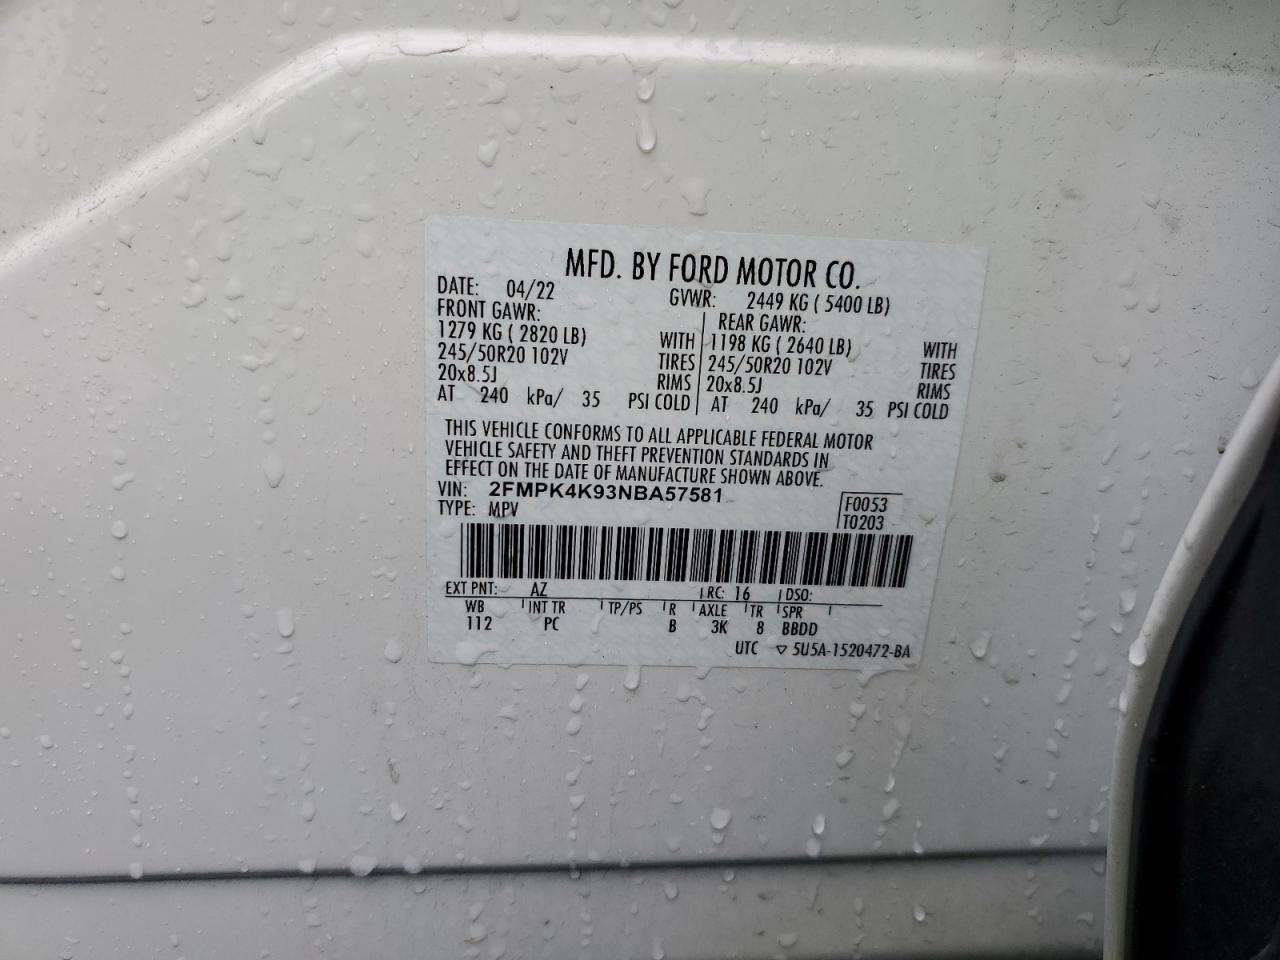 MFD. BY FORD MOTOR CO.
DATE: 04/22 GVWR: 2449 KG ( 5400 LB)
FRONT GAWR: REAR GAWR:
1279 KG ( 2820 LB) WITH 1198 KG ( 2640 LB) WITH
245/50R20 102V TIRES 245/50R20 102V TIRES
20x8.5J RIMS 20x8.5J RIMS
AT 240 kPa/ 35 PSI COLD AT 240 kPa/ 35 PSI COLD
THIS VEHICLE CONFORMS TO ALL APPLICABLE FEDERAL MOTOR
VEHICLE SAFETY AND THEFT PREVENTION STANDARDS IN
EFFECT ON THE DATE OF MANUFACTURE SHOWN ABOVE.
VIN: 2FMPK4K93NBA57581 F0053
TYPE: MPV T0203
EXT PNT: AZ RC: 16 DSO:
WB INT TR TP/PS R AXLE TR SPR
112 PC B 3K 8 BBDD
UTC ▽ 5U5A-1520472-BA